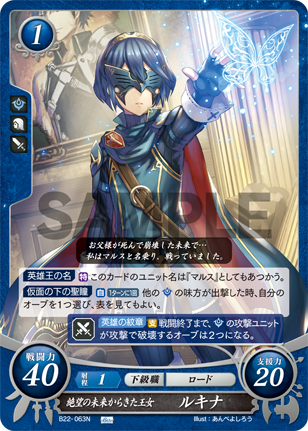 1
SAMPLE
お父様が死んで崩壊した未来で…
私はマルスと名乗り、戦っていました。
英雄王の名 特 このカードのユニット名は『マルス』としてもあつかう。
仮面の下の聖瞳 自 1ターンに1回 他の の味方が出撃した時、自分の
オーブを1つ選び、表を見てもよい。
英雄の紋章 支 戦闘終了まで、 の攻撃ユニット
が攻撃で破壊するオーブは2つになる。
戦闘力
40
射程 1 下級職 ロード
支援力
20
絶望の未来からきた王女 ルキナ
B22-063N
Illust:あんべよしろう